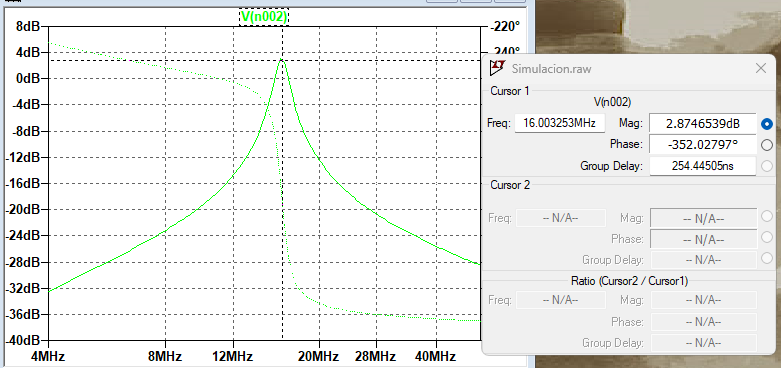 V(n002)
8dB
4dB
0dB
-4dB
-8dB
-12dB
-16dB
-20dB
-24dB
-28dB
-32dB
-36dB
-40dB
4MHz 8MHz 12MHz 20MHz 28MHz 40MHz
-220°
-240°
Simulacion.raw
Cursor 1
V(n002)
Freq: 16.003253MHz Mag: 2.8746539dB
Phase: -352.02797°
Group Delay: 254.44505ns
Cursor 2
Freq: -- N/A-- Mag: -- N/A--
Phase: -- N/A--
Group Delay: -- N/A--
Ratio (Cursor2 / Cursor1)
Freq: -- N/A-- Mag: -- N/A--
Phase: -- N/A--
Group Delay: -- N/A--